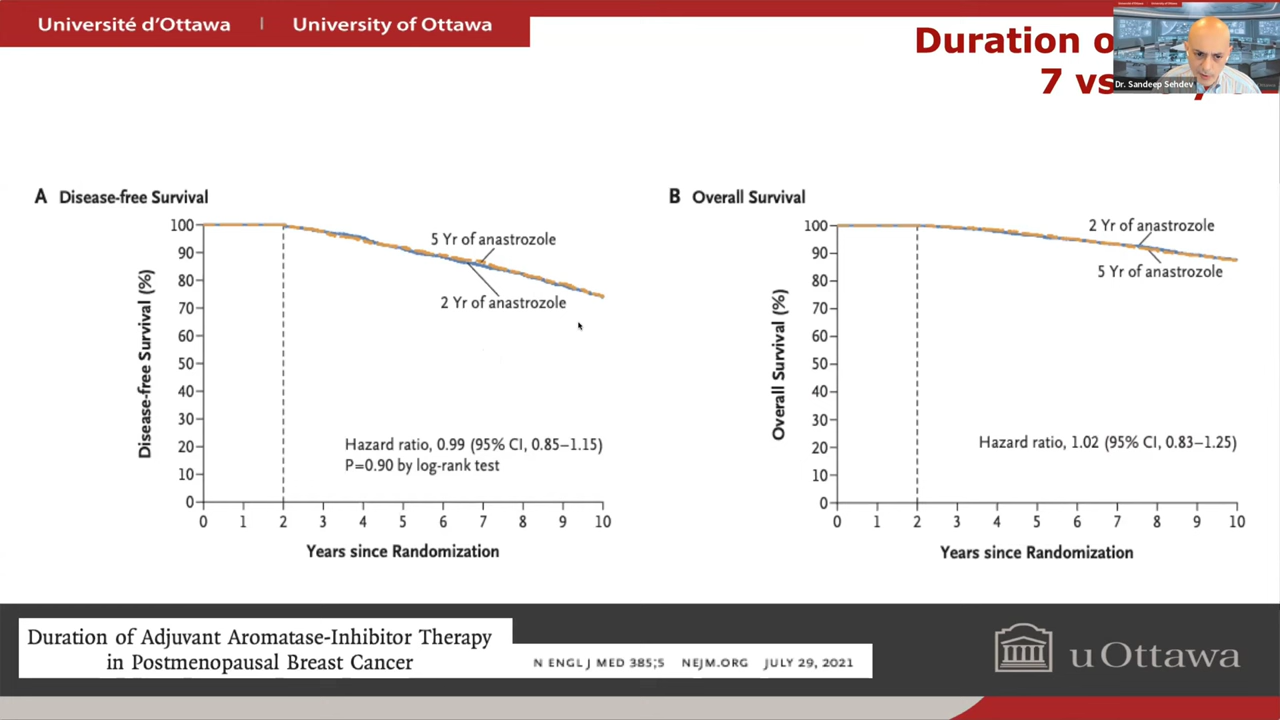 Université d'Ottawa | University of Ottawa
Duration o
7 vs
Dr. Sandeep Sehdev
A Disease-free Survival
100
90
80
70
60
50
40
30
20
10
0
Disease-free Survival (%)
5 Yr of anastrozole
2 Yr of anastrozole
Hazard ratio, 0.99 (95% CI, 0.85–1.15)
P=0.90 by log-rank test
0 1 2 3 4 5 6 7 8 9 10
Years since Randomization
B Overall Survival
100
90
80
70
60
50
40
30
20
10
0
Overall Survival (%)
2 Yr of anastrozole
5 Yr of anastrozole
Hazard ratio, 1.02 (95% CI, 0.83–1.25)
0 1 2 3 4 5 6 7 8 9 10
Years since Randomization
Duration of Adjuvant Aromatase-Inhibitor Therapy
in Postmenopausal Breast Cancer
N ENGL J MED 385;5 NEJM.ORG JULY 29, 2021
uOttawa